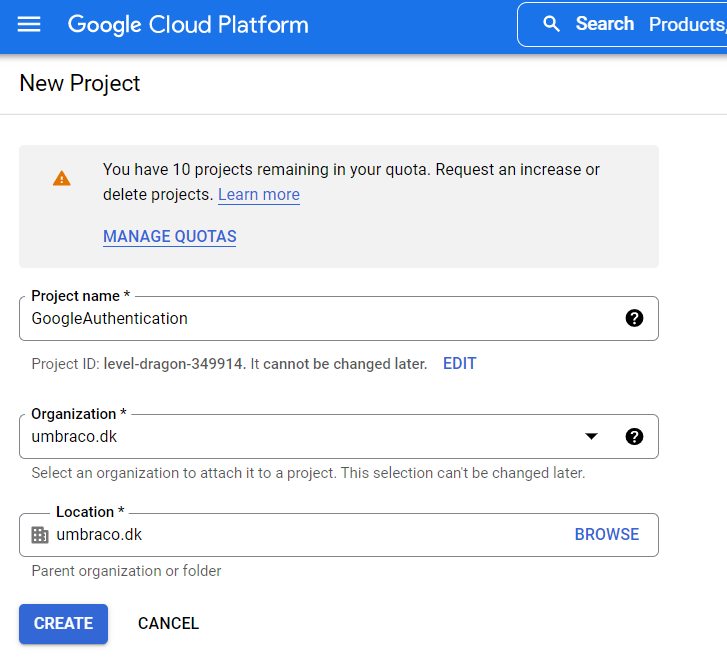 Google Cloud Platform
Search Products,
New Project
You have 10 projects remaining in your quota. Request an increase or
delete projects. Learn more
MANAGE QUOTAS
Project name *
GoogleAuthentication
Project ID: level-dragon-349914. It cannot be changed later. EDIT
Organization *
umbraco.dk
Select an organization to attach it to a project. This selection can't be changed later.
Location *
umbraco.dk BROWSE
Parent organization or folder
CREATE CANCEL